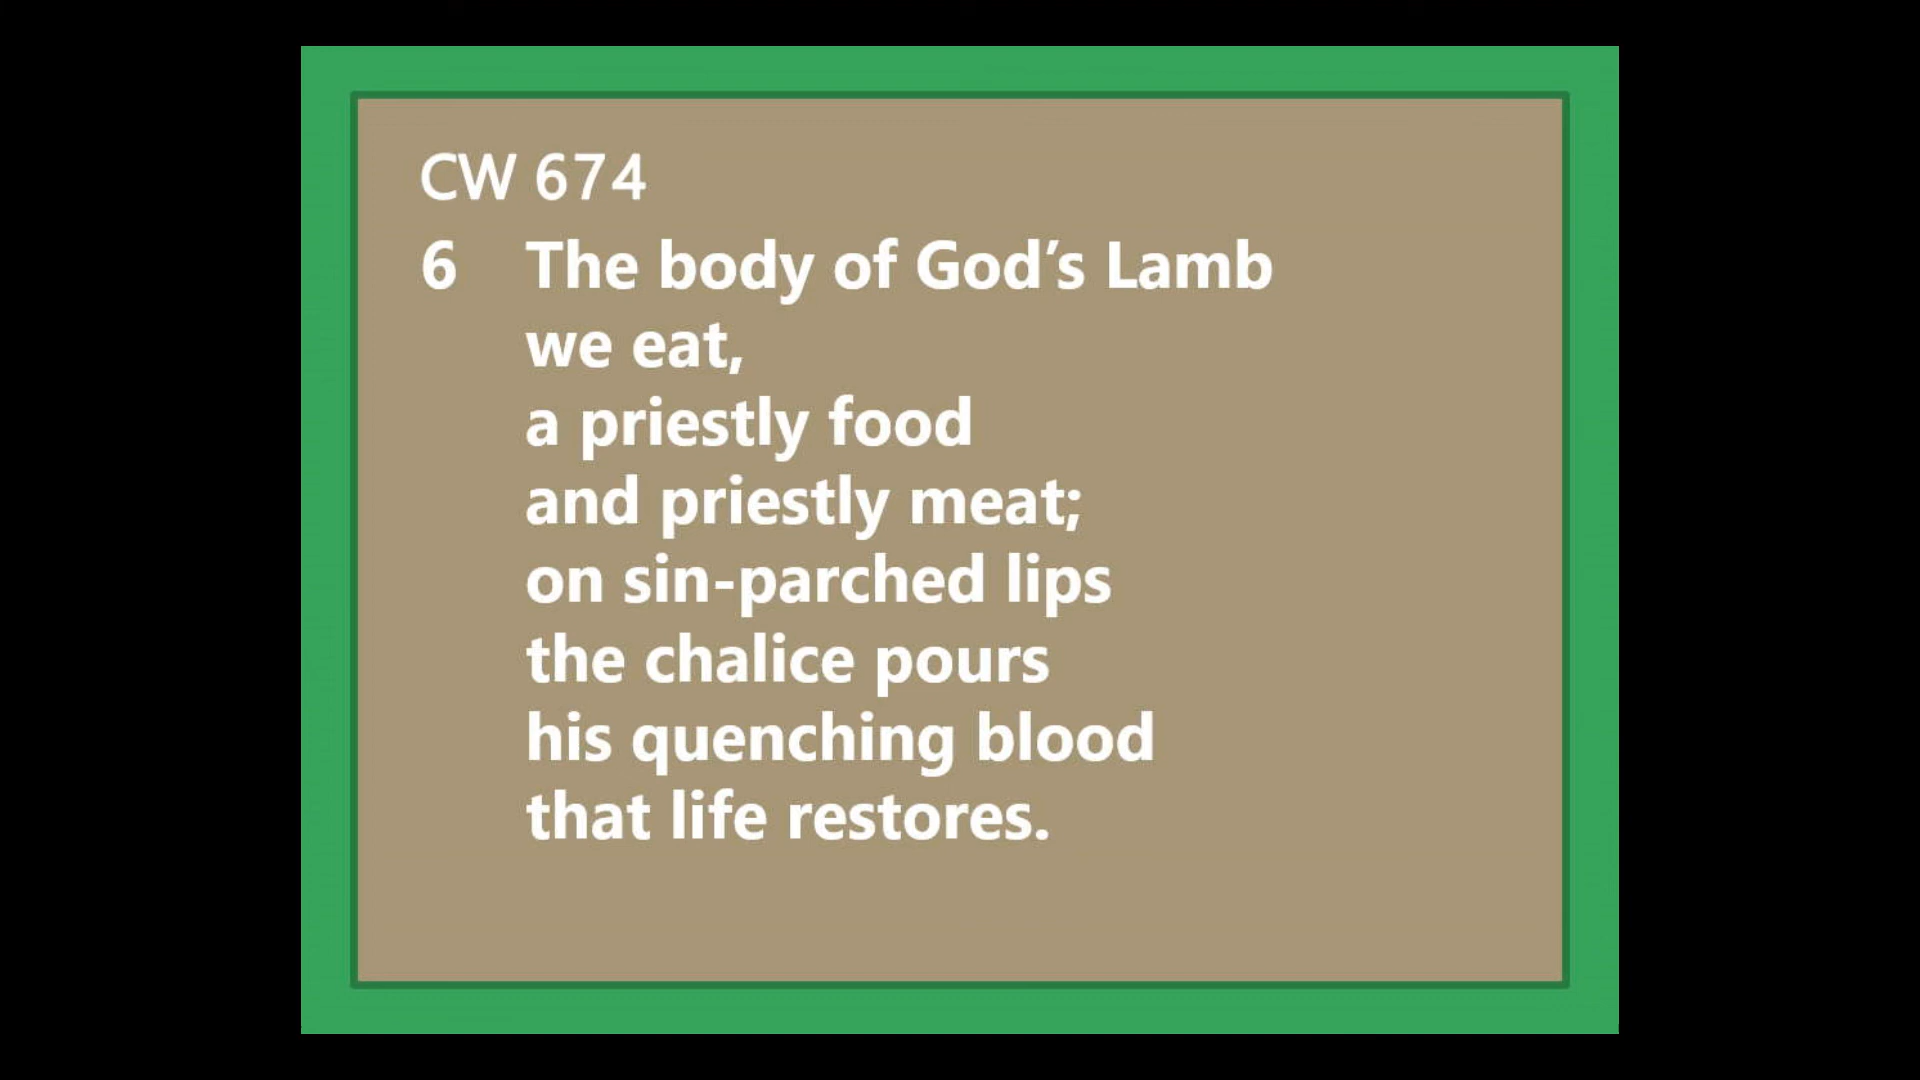 CW 674
6 The body of God’s Lamb
we eat,
a priestly food
and priestly meat;
on sin-parched lips
the chalice pours
his quenching blood
that life restores.